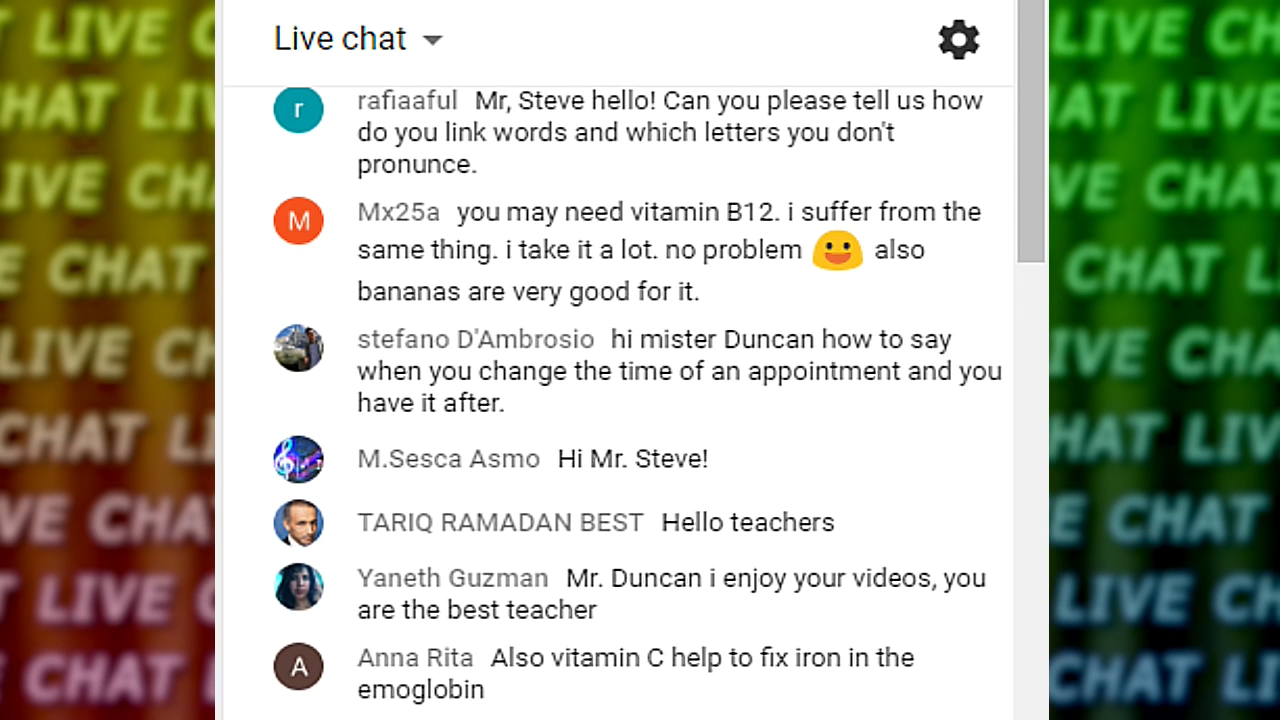 Live chat
r rafiaaful Mr, Steve hello! Can you please tell us how
do you link words and which letters you don't
pronunce.
M Mx25a you may need vitamin B12. i suffer from the
same thing. i take it a lot. no problem 😃 also
bananas are very good for it.
stefano D'Ambrosio hi mister Duncan how to say
when you change the time of an appointment and you
have it after.
M.Sesca Asmo Hi Mr. Steve!
TARIQ RAMADAN BEST Hello teachers
Yaneth Guzman Mr. Duncan i enjoy your videos, you
are the best teacher
A Anna Rita Also vitamin C help to fix iron in the
emoglobin